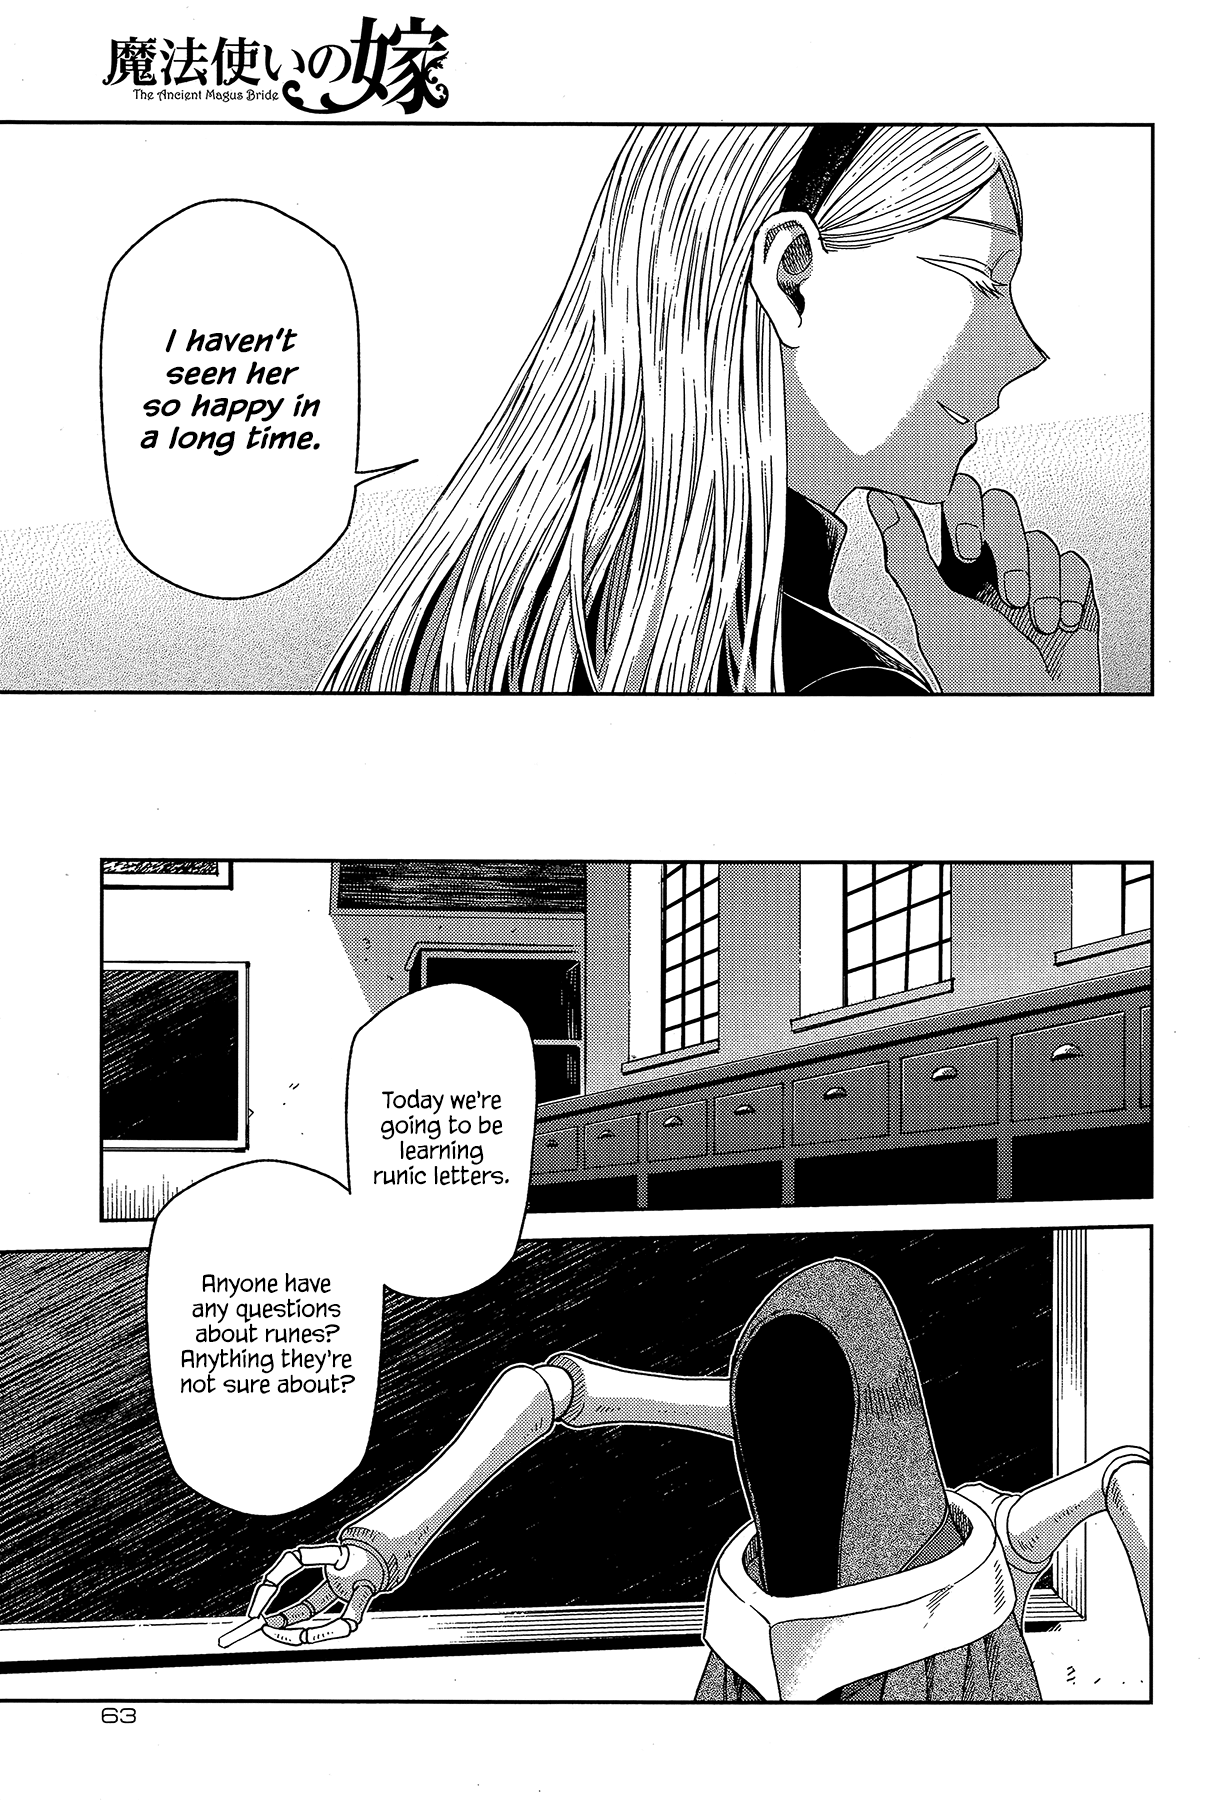 魔法使いの嫁
The Ancient Magus Bride
I haven't
seen her
so happy in
a long time.
Today we're
going to be
learning
runic letters.
Anyone have
any questions
about runes?
Anything they're
not sure about?
63